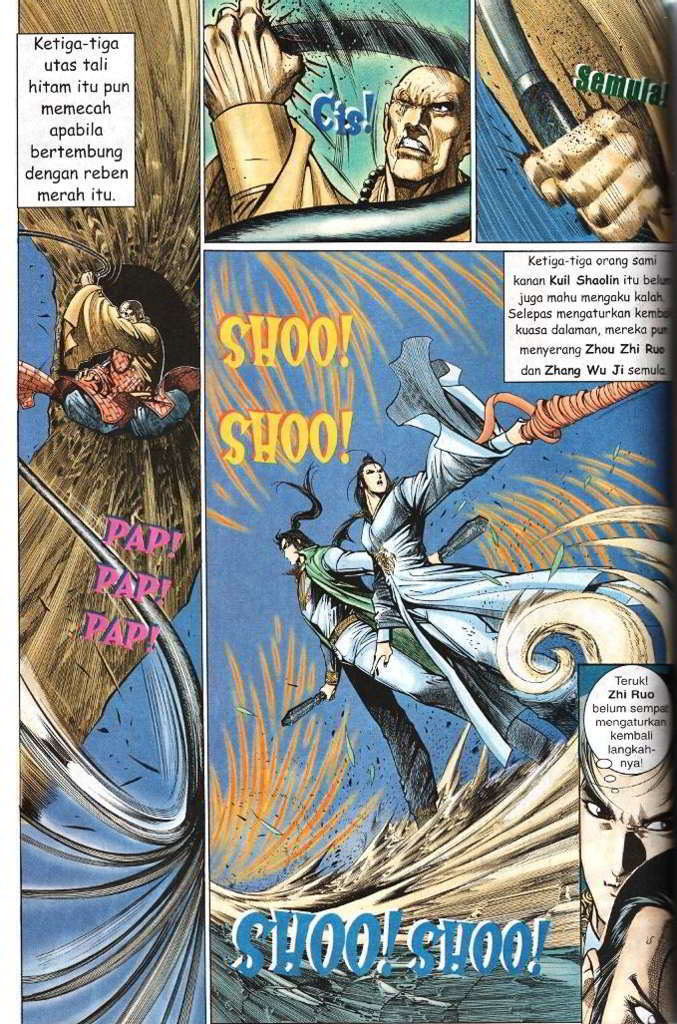 Ketiga-tiga
utas tali
hitam itu pun
memecah
apabila
bertembung
dengan reben
merah itu.
Cis!
Semula!
Ketiga-tiga orang sami
kanan Kuil Shaolin itu
juga mahu mengaku kalah.
Selepas mengaturkan
kuasa dalaman, mereka pun
menyerang Zhou Zhi Ruo
dan Zhang Wu Ji semula.
SHOO!
SHOO!
PAP!
PAP!
PAP!
Teruk!
Zhi Ruo
belum sempat
mengaturkan
kembali
langkah-
nya!
SHOO! SHOO!